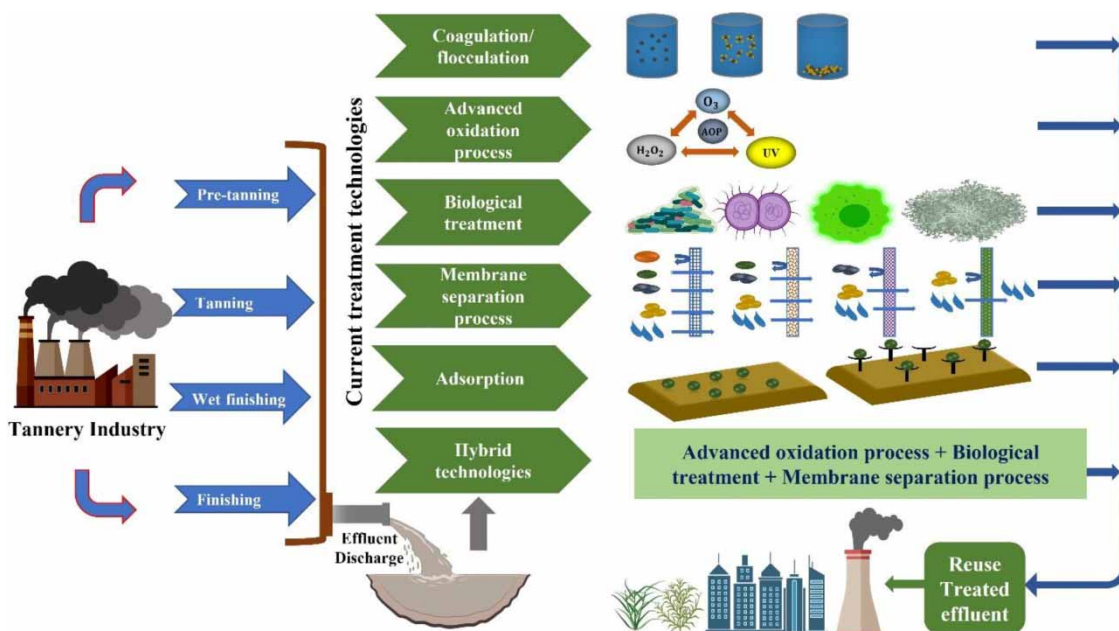 Coagulation/
flocculation
Advanced
oxidation
process
O₃
AOP
H₂O₂
UV
Current treatment technologies
Pre-tanning
Biological
treatment
Tanning
Membrane
separation
process
Adsorption
Wet finishing
Tannery Industry
Hybrid
technologies
Advanced oxidation process + Biological
treatment + Membrane separation process
Finishing
Effluent
Discharge
Reuse
Treated
effluent